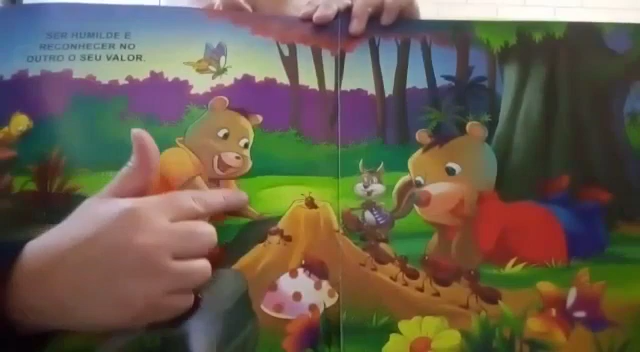 SER HUMILDE É
RECONHECER NO
OUTRO O SEU VALOR.